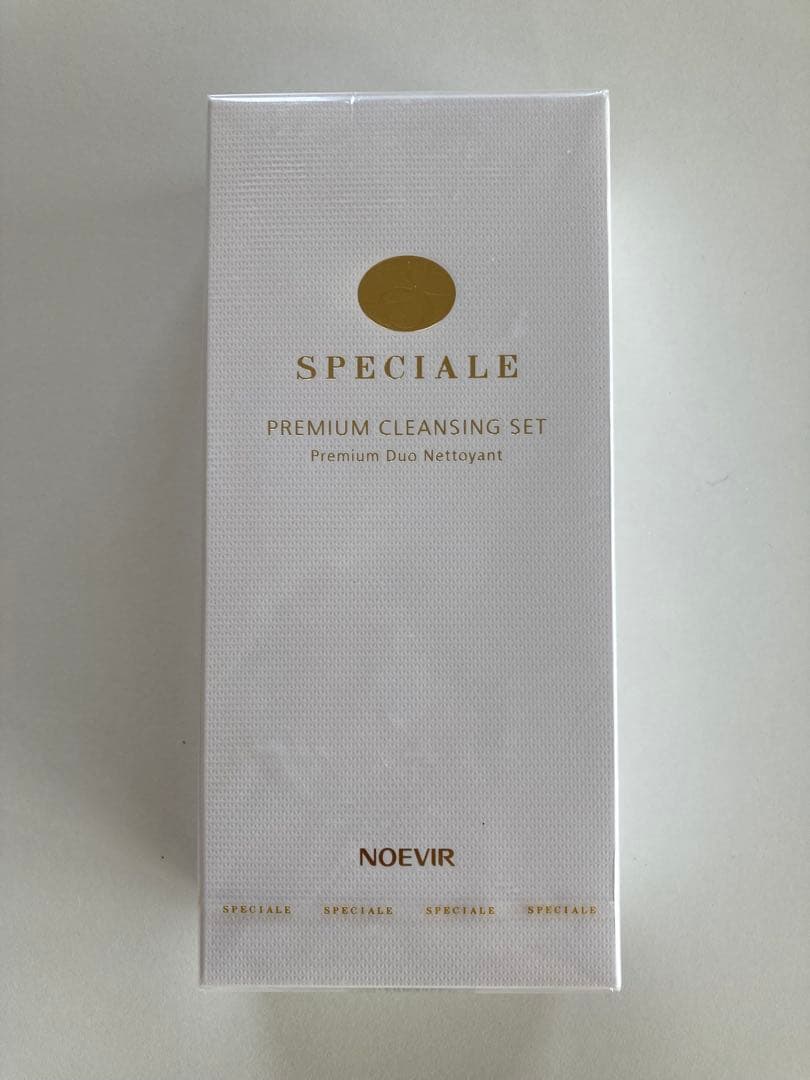 SPECIALE
PREMIUM CLEANSING SET
Premium Duo Nettoyant
NOEVIR
SPECIALE SPECIALE SPECIALE SPECIALE